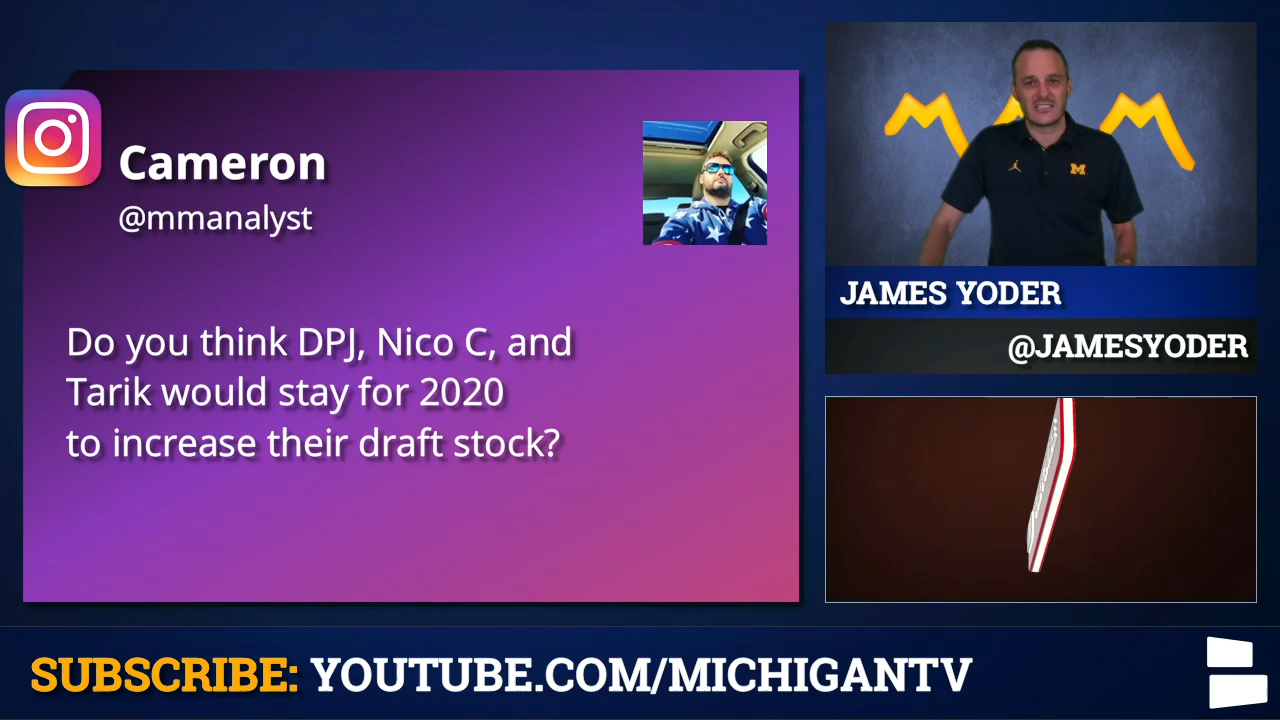 Cameron
@mmanalyst
Do you think DPJ, Nico C, and
Tarik would stay for 2020
to increase their draft stock?
M
JAMES YODER
@JAMESYODER
SUBSCRIBE: YOUTUBE.COM/MICHIGANTV